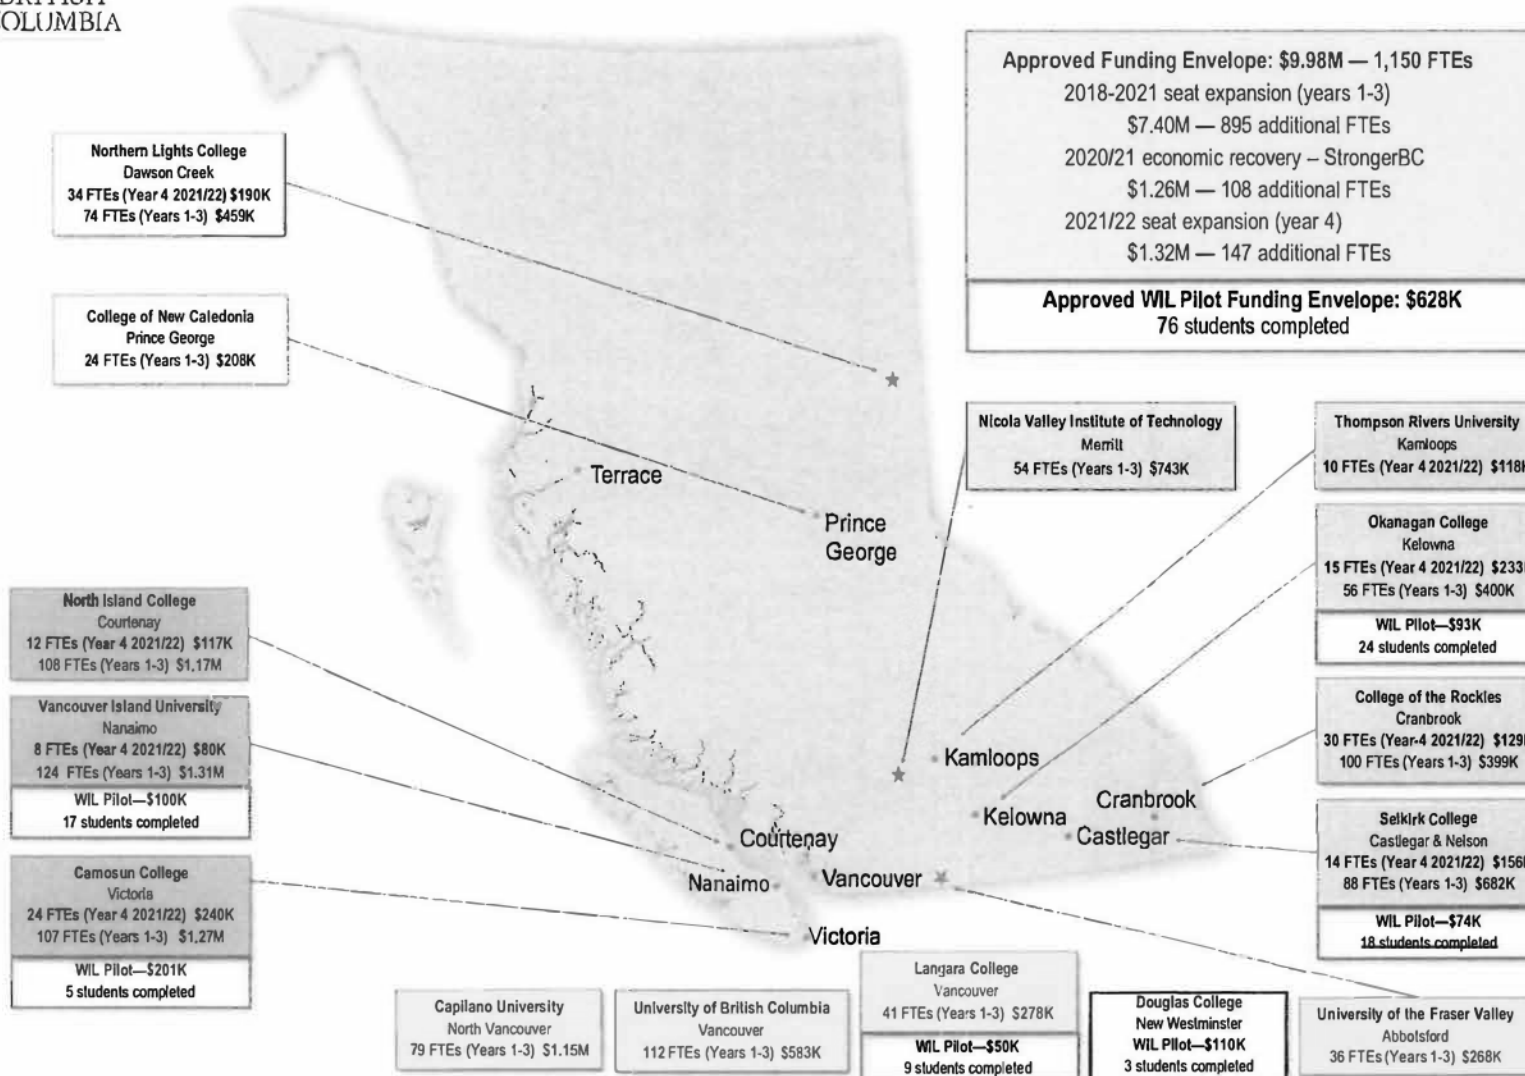 COLUMBIA
Approved Funding Envelope: $9.98M — 1,150 FTEs
2018-2021 seat expansion (years 1-3)
$7.40M — 895 additional FTEs
2020/21 economic recovery – StrongerBC
$1.26M — 108 additional FTEs
2021/22 seat expansion (year 4)
$1.32M — 147 additional FTEs
Approved WIL Pilot Funding Envelope: $628K
76 students completed
Northern Lights College
Dawson Creek
34 FTEs (Year 4 2021/22) $190K
74 FTEs (Years 1-3) $459K
College of New Caledonia
Prince George
24 FTEs (Years 1-3) $208K
Nicola Valley Institute of Technology
Merritt
54 FTEs (Years 1-3) $743K
Thompson Rivers University
Kamloops
10 FTEs (Year 4 2021/22) $118K
Okanagan College
Kelowna
15 FTEs (Year 4 2021/22) $233K
56 FTEs (Years 1-3) $400K
WIL Pilot—$93K
24 students completed
College of the Rockies
Cranbrook
30 FTEs (Year-4 2021/22) $129K
100 FTEs (Years 1-3) $399K
Selkirk College
Castlegar & Nelson
14 FTEs (Year 4 2021/22) $156K
88 FTEs (Years 1-3) $682K
WIL Pilot—$74K
18 students completed
North Island College
Courtenay
12 FTEs (Year 4 2021/22) $117K
108 FTEs (Years 1-3) $1.17M
Vancouver Island University
Nanaimo
8 FTEs (Year 4 2021/22) $80K
124 FTEs (Years 1-3) $1.31M
WIL Pilot—$100K
17 students completed
Camosun College
Victoria
24 FTEs (Year 4 2021/22) $240K
107 FTEs (Years 1-3) $1.27M
WIL Pilot—$201K
5 students completed
Terrace
Prince
George
Kamloops
Kelowna
Cranbrook
Castlegar
Courtenay
Nanaimo
Vancouver
Victoria
Capilano University
North Vancouver
79 FTEs (Years 1-3) $1.15M
University of British Columbia
Vancouver
112 FTEs (Years 1-3) $583K
Langara College
Vancouver
41 FTEs (Years 1-3) $278K
WIL Pilot—$50K
9 students completed
Douglas College
New Westminster
WIL Pilot—$110K
3 students completed
University of the Fraser Valley
Abbotsford
36 FTEs (Years 1-3) $268K